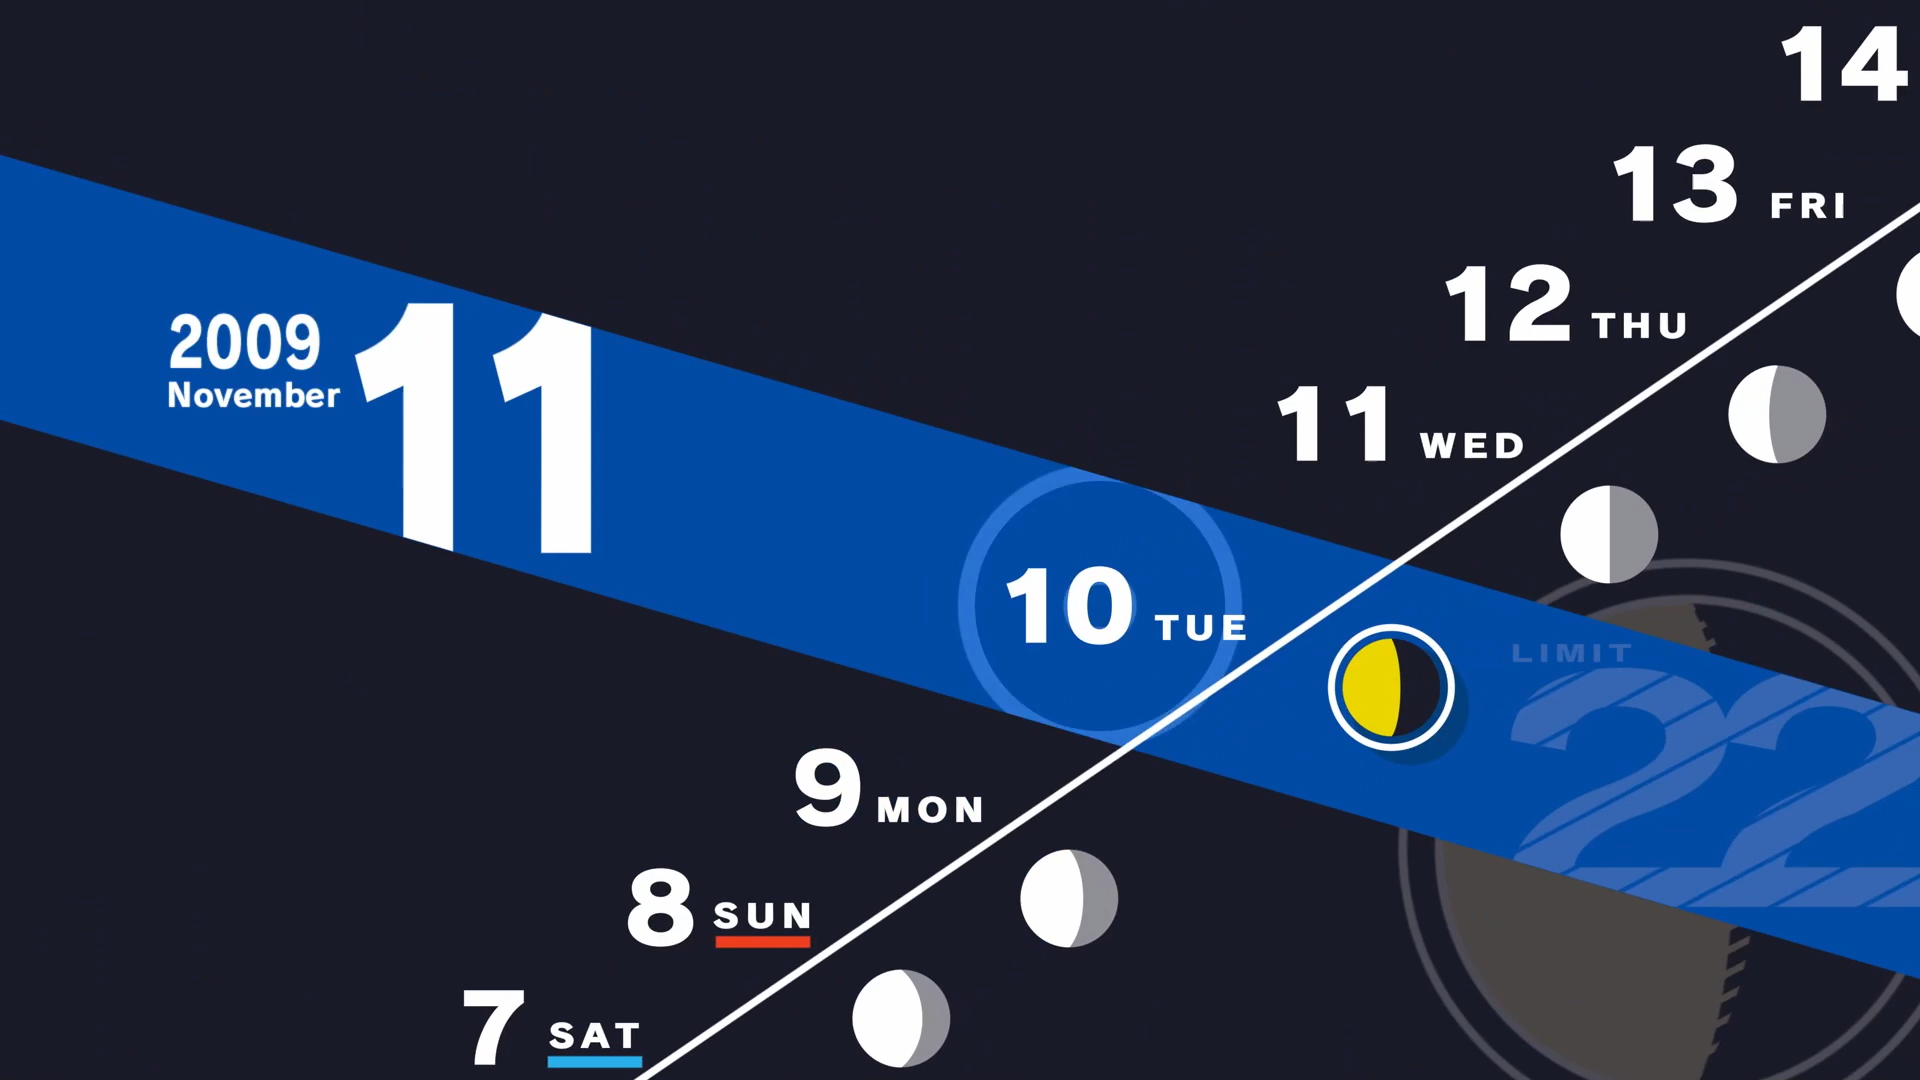 14
13 FRI
12 THU
11 WED
2009
November
11
10 TUE
LIMIT
22
9 MON
8 SUN
7 SAT